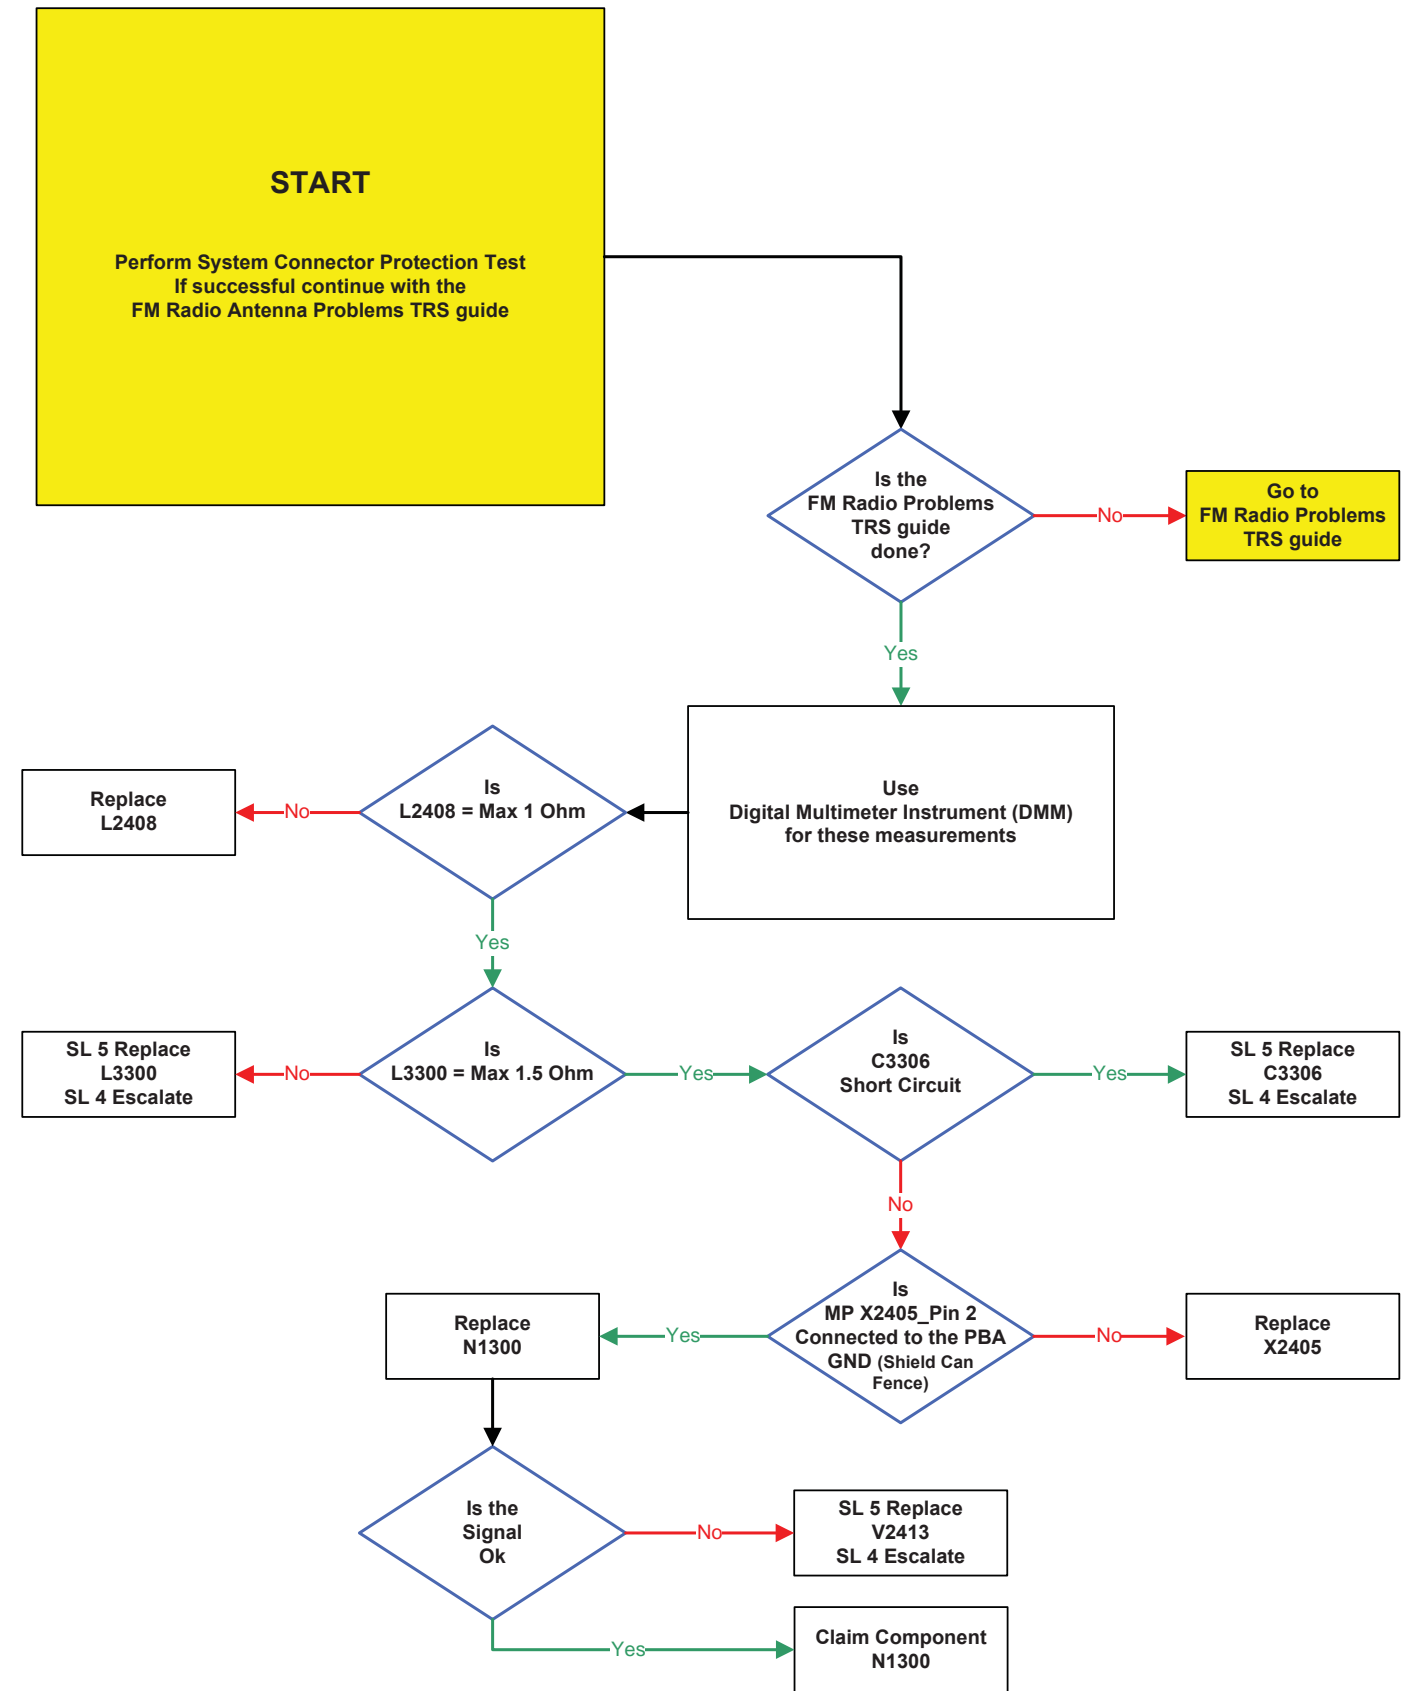 START
Perform System Connector Protection Test
If successful continue with the
FM Radio Antenna Problems TRS guide
Is the
FM Radio Problems
TRS guide
done?
No
Go to
FM Radio Problems
TRS guide
Yes
Use
Digital Multimeter Instrument (DMM)
for these measurements
Is
L2408 = Max 1 Ohm
No
Replace
L2408
Yes
Is
L3300 = Max 1.5 Ohm
No
SL 5 Replace
L3300
SL 4 Escalate
Yes
Is
C3306
Short Circuit
Yes
SL 5 Replace
C3306
SL 4 Escalate
No
Is
MP X2405_Pin 2
Connected to the PBA
GND (Shield Can
Fence)
No
Replace
X2405
Yes
Replace
N1300
Is the
Signal
Ok
No
SL 5 Replace
V2413
SL 4 Escalate
Yes
Claim Component
N1300